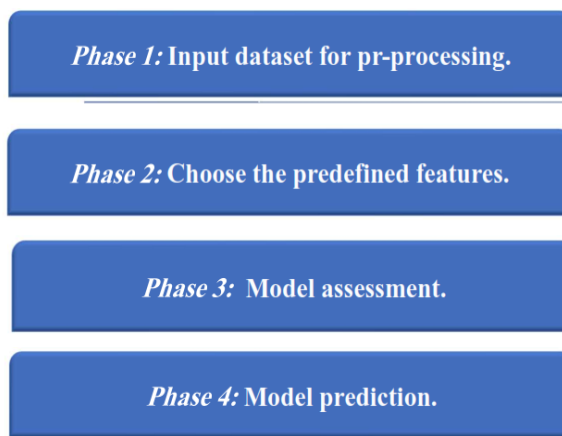 Phase 1: Input dataset for pr-processing.
Phase 2: Choose the predefined features.
Phase 3: Model assessment.
Phase 4: Model prediction.